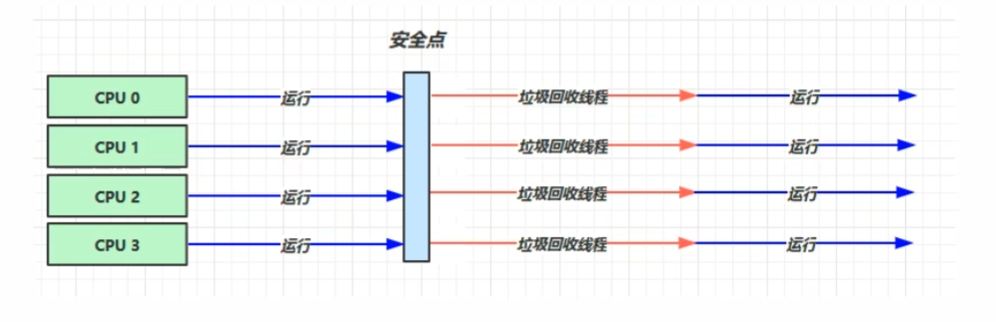 安全点
CPU 0 运行 垃圾回收线程 运行
CPU 1 运行 垃圾回收线程 运行
CPU 2 运行 垃圾回收线程 运行
CPU 3 运行 垃圾回收线程 运行